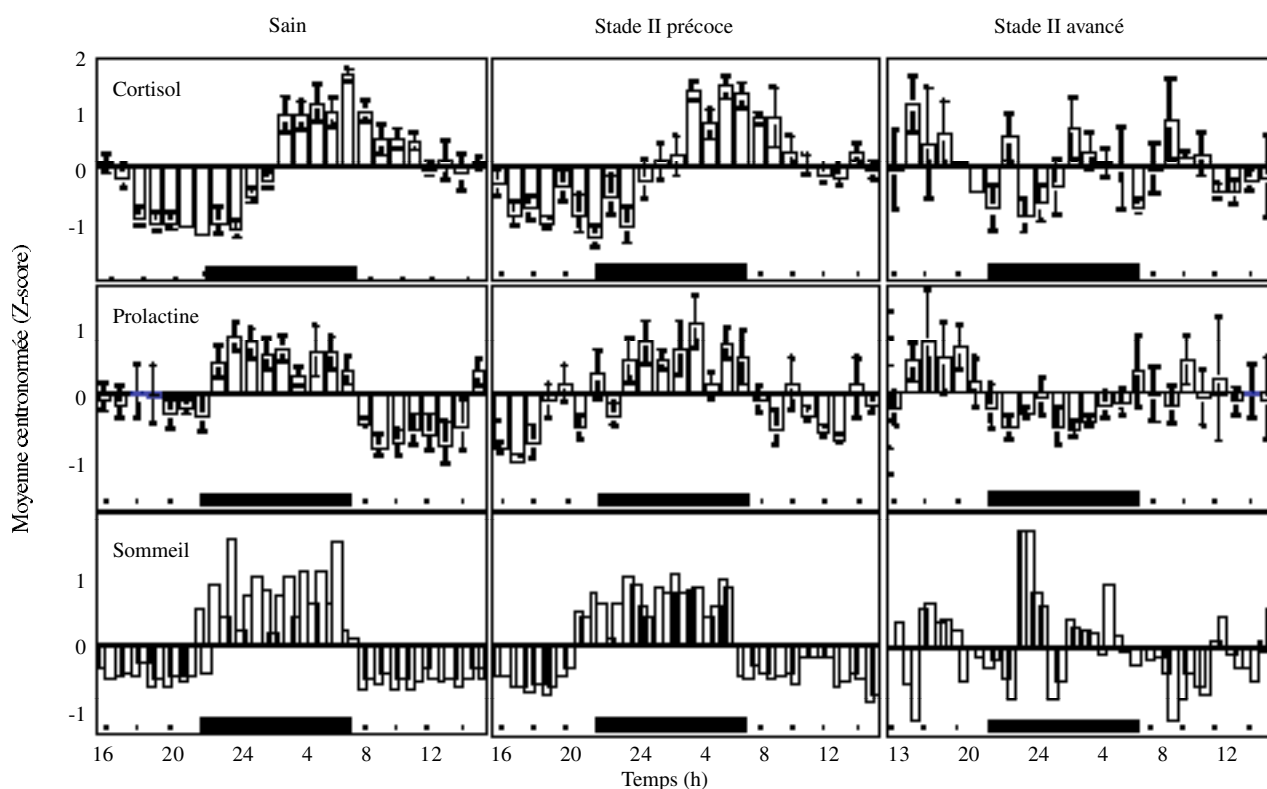 Sain Stade II précoce Stade II avancé
Cortisol
2
1
0
-1
Prolactine
1
0
-1
Sommeil
1
0
-1
Moyenne centronormée (Z-score)
16 20 24 4 8 12 16 20 24 4 8 12 13 20 24 4 8 12
Temps (h)